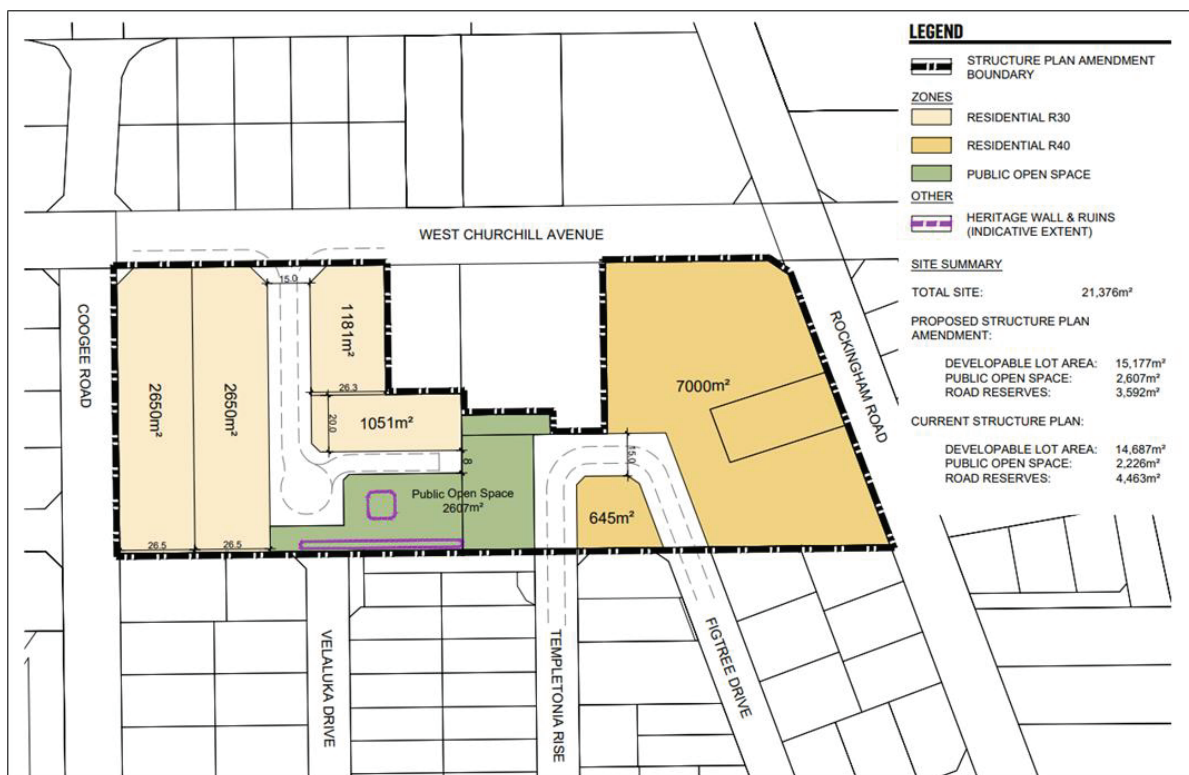 LEGEND
STRUCTURE PLAN AMENDMENT
BOUNDARY
ZONES
RESIDENTIAL R30
RESIDENTIAL R40
PUBLIC OPEN SPACE
OTHER
HERITAGE WALL & RUINS
(INDICATIVE EXTENT)
SITE SUMMARY
TOTAL SITE: 21,376m²
PROPOSED STRUCTURE PLAN
AMENDMENT:
DEVELOPABLE LOT AREA: 15,177m²
PUBLIC OPEN SPACE: 2,607m²
ROAD RESERVES: 3,592m²
CURRENT STRUCTURE PLAN:
DEVELOPABLE LOT AREA: 14,687m²
PUBLIC OPEN SPACE: 2,226m²
ROAD RESERVES: 4,463m²
WEST CHURCHILL AVENUE
COOGEE ROAD
ROCKINGHAM ROAD
15.0
1181m²
2650m²
2650m²
26.3
20.0
1051m²
7000m²
8
15.0
Public Open Space
2607m²
645m²
26.5
26.5
VELALUKA DRIVE
TEMPLETONIA RISE
FIGTREE DRIVE